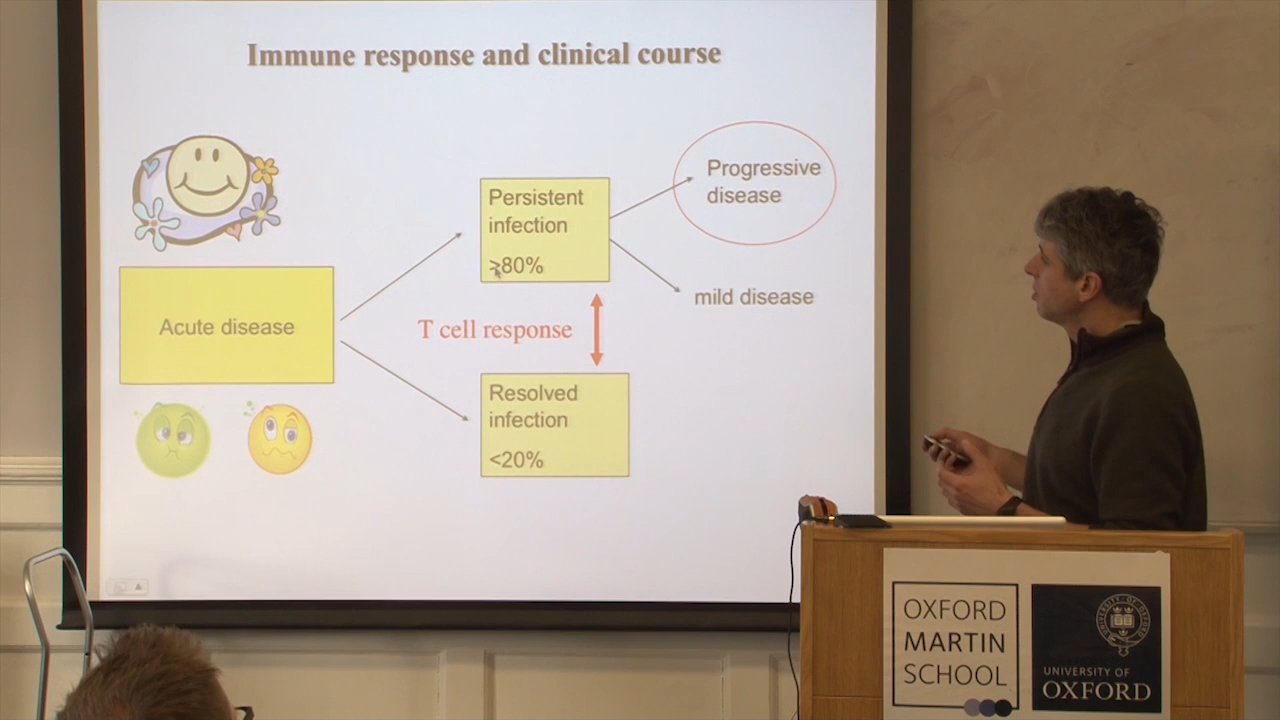 Immune response and clinical course
Progressive
disease
Persistent
infection
>80%
mild disease
Acute disease
T cell response
Resolved
infection
<20%
OXFORD
MARTIN
SCHOOL
UNIVERSITY OF
OXFORD